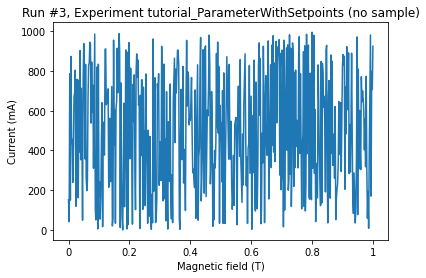 Run #3, Experiment tutorial_ParameterWithSetpoints (no sample)
1000
800
600
400
200
0
Current (mA)
0 0.2 0.4 0.6 0.8 1
Magnetic field (T)